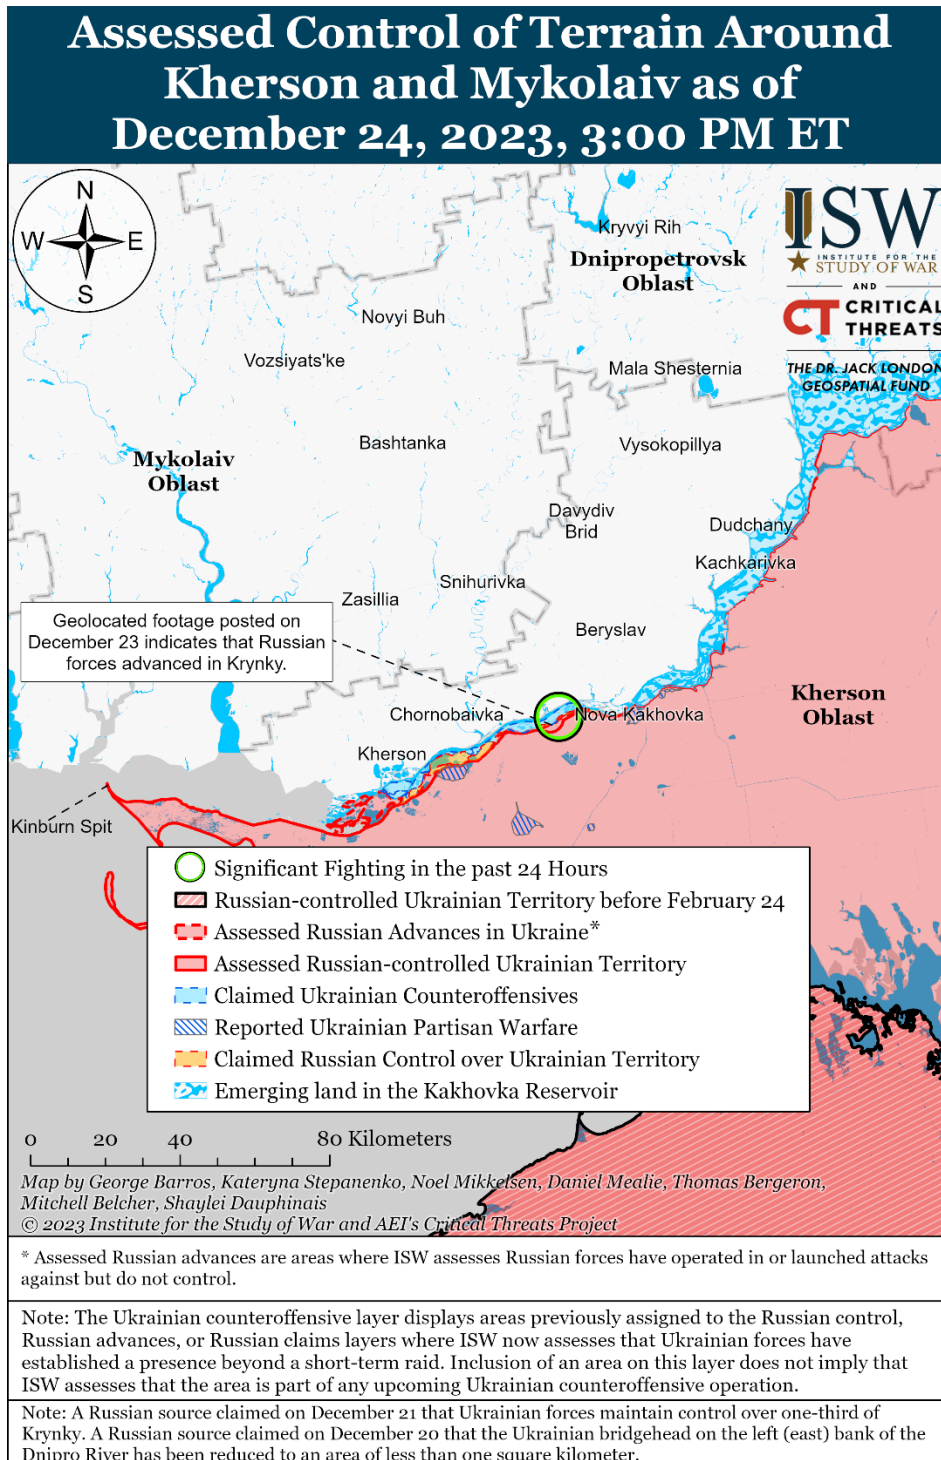 Assessed Control of Terrain Around
Kherson and Mykolaiv as of
December 24, 2023, 3:00 PM ET
N
W
E
S
ISW
INSTITUTE FOR THE
STUDY OF WAR
AND
CT CRITICAL
THREATS
THE DR. JACK LONDON
GEOSPATIAL FUND
Kryvyi Rih
Dnipropetrovsk
Oblast
Novyi Buh
Vozsiyats'ke
Mala Shesternia
Bashtanka
Vysokopillya
Mykolaiv
Oblast
Davydiv
Brid
Dudchany
Kachkarivka
Snihurivka
Zasillia
Geolocated footage posted on
December 23 indicates that Russian
forces advanced in Krynky.
Beryslav
Kherson
Oblast
Chornobaivka
Nova Kakhovka
Kherson
Kinburn Spit
Significant Fighting in the past 24 Hours
Russian-controlled Ukrainian Territory before February 24
Assessed Russian Advances in Ukraine*
Assessed Russian-controlled Ukrainian Territory
Claimed Ukrainian Counteroffensives
Reported Ukrainian Partisan Warfare
Claimed Russian Control over Ukrainian Territory
Emerging land in the Kakhovka Reservoir
0 20 40 80 Kilometers
Map by George Barros, Kateryna Stepanenko, Noel Mikkelsen, Daniel Mealie, Thomas Bergeron,
Mitchell Belcher, Shaylei Dauphinais
© 2023 Institute for the Study of War and AEI's Critical Threats Project
* Assessed Russian advances are areas where ISW assesses Russian forces have operated in or launched attacks
against but do not control.
Note: The Ukrainian counteroffensive layer displays areas previously assigned to the Russian control,
Russian advances, or Russian claims layers where ISW now assesses that Ukrainian forces have
established a presence beyond a short-term raid. Inclusion of an area on this layer does not imply that
ISW assesses that the area is part of any upcoming Ukrainian counteroffensive operation.
Note: A Russian source claimed on December 21 that Ukrainian forces maintain control over one-third of
Krynky. A Russian source claimed on December 20 that the Ukrainian bridgehead on the left (east) bank of the
Dnipro River has been reduced to an area of less than one square kilometer.